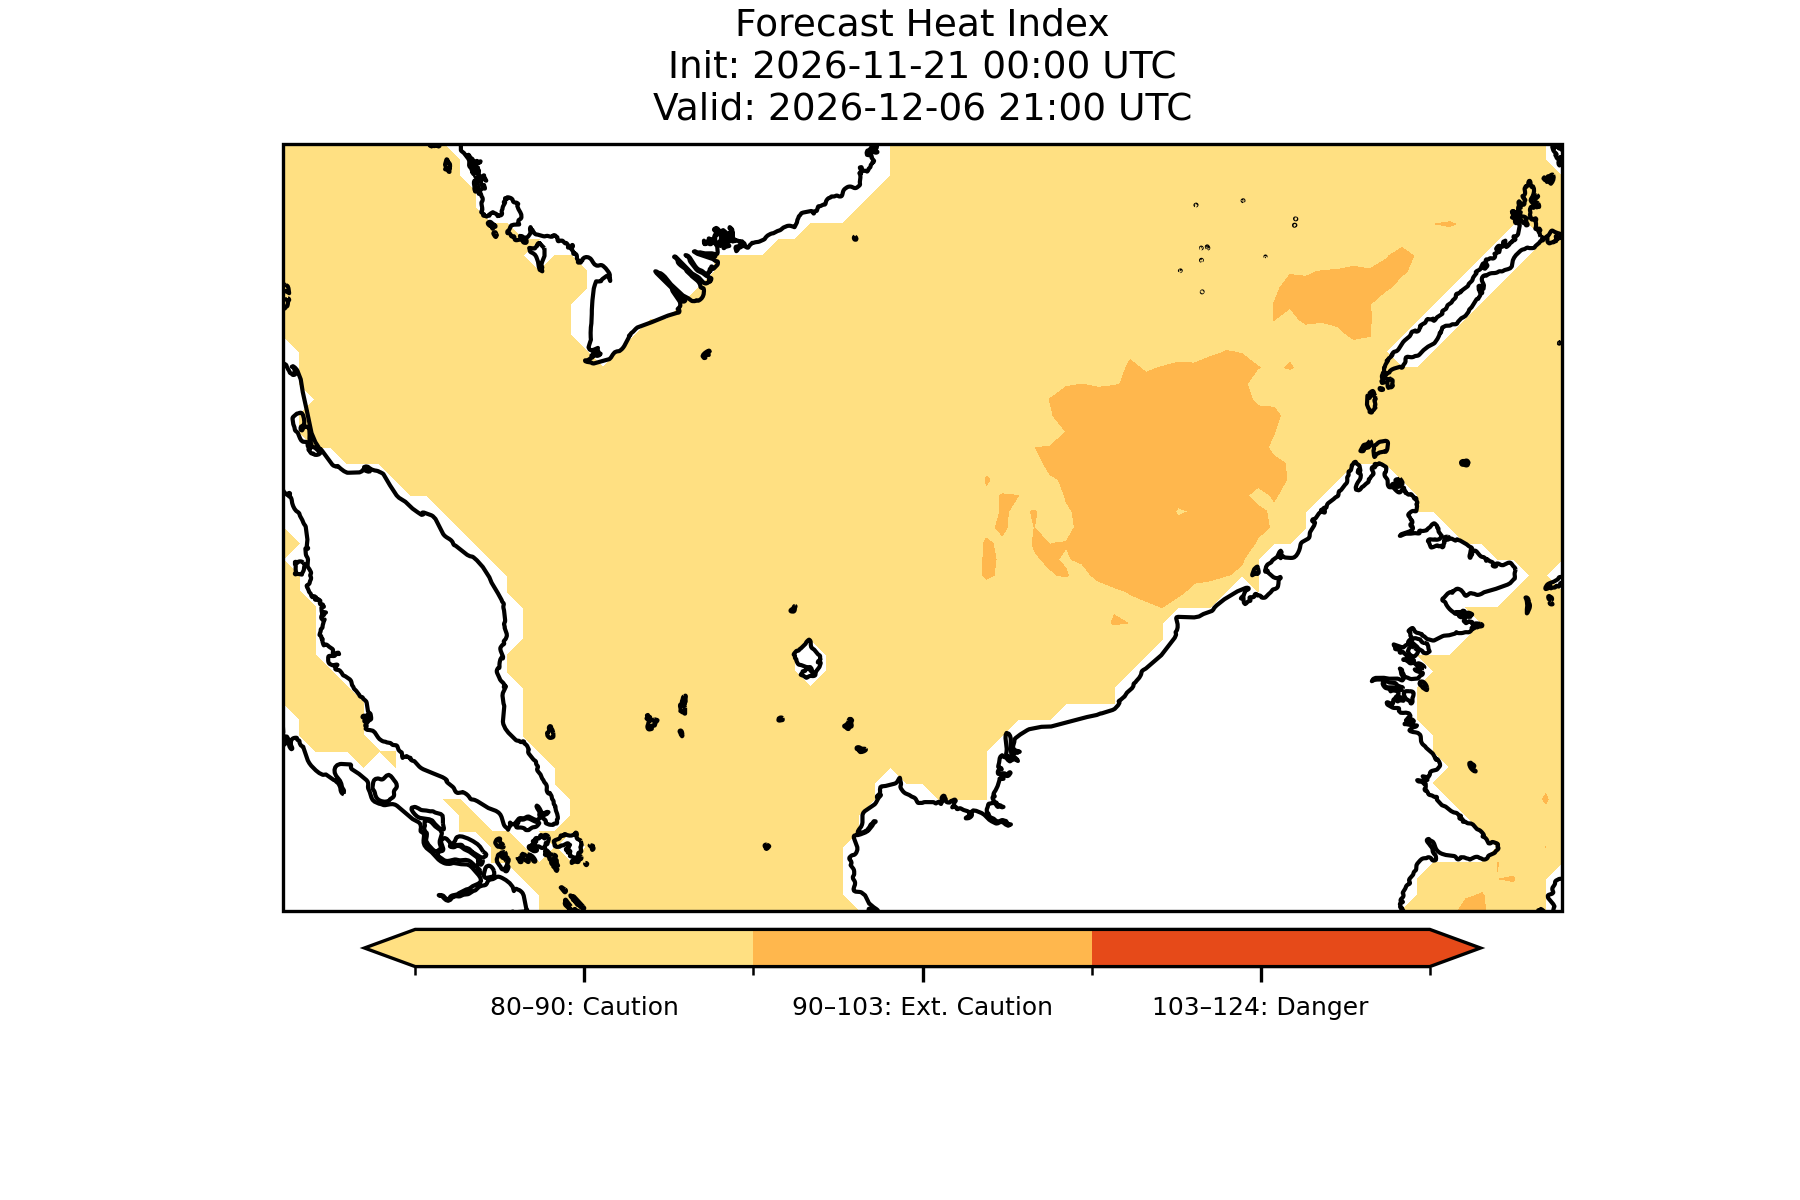 Forecast Heat Index
Init: 2026-11-21 00:00 UTC
Valid: 2026-12-06 21:00 UTC
80–90: Caution
90–103: Ext. Caution
103–124: Danger